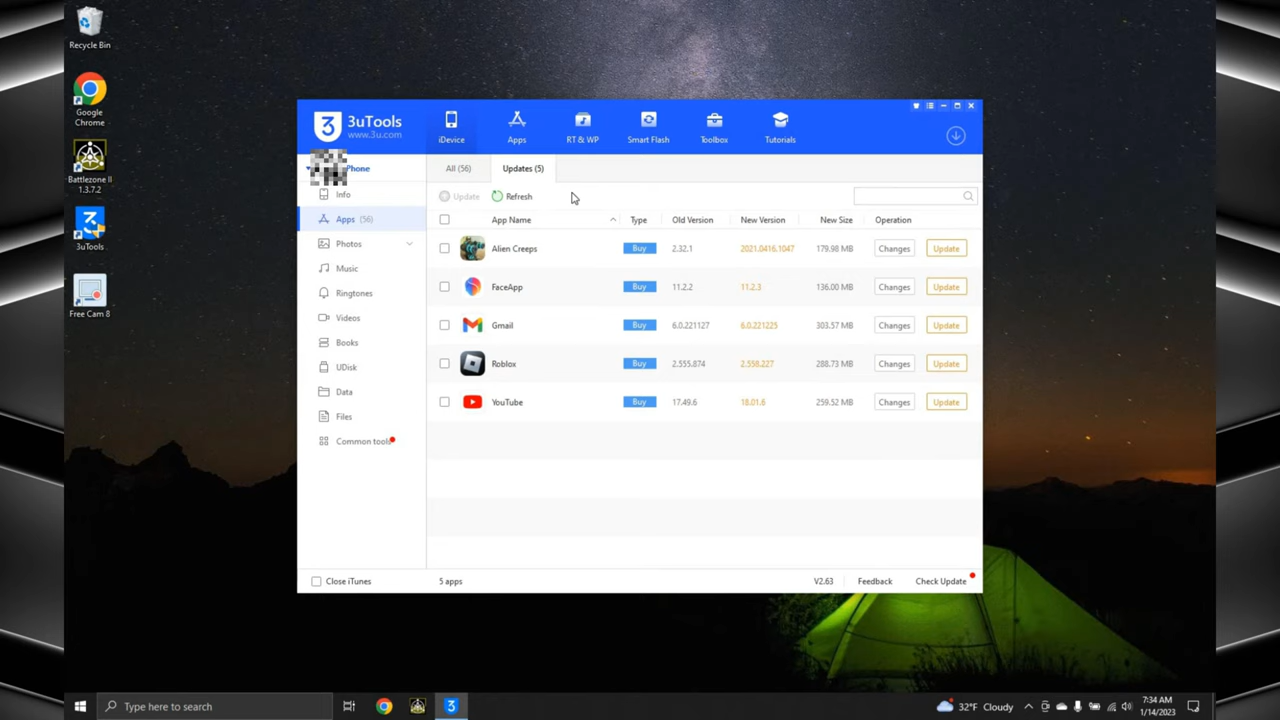 Recycle Bin
Google
Chrome
Battlezone II
1.3.7.2
3uTools
Free Cam 8
3
3uTools
www.3u.com
iDevice
Apps
RT & WP
Smart Flash
Toolbox
Tutorials
Phone
Info
Apps (56)
Photos
Music
Ringtones
Videos
Books
UDisk
Data
Files
Common tools
All (56)
Updates (5)
Update
Refresh
App Name Type Old Version New Version New Size Operation
Alien Creeps Buy 2.32.1 2021.0416.1047 179.98 MB Changes Update
FaceApp Buy 11.2.2 11.2.3 136.00 MB Changes Update
Gmail Buy 6.0.221127 6.0.221225 303.57 MB Changes Update
Roblox Buy 2.555.874 2.558.227 288.73 MB Changes Update
YouTube Buy 17.49.6 18.01.6 259.52 MB Changes Update
Close iTunes 5 apps V2.63 Feedback Check Update
Type here to search
32°F Cloudy
7:34 AM
1/14/2023